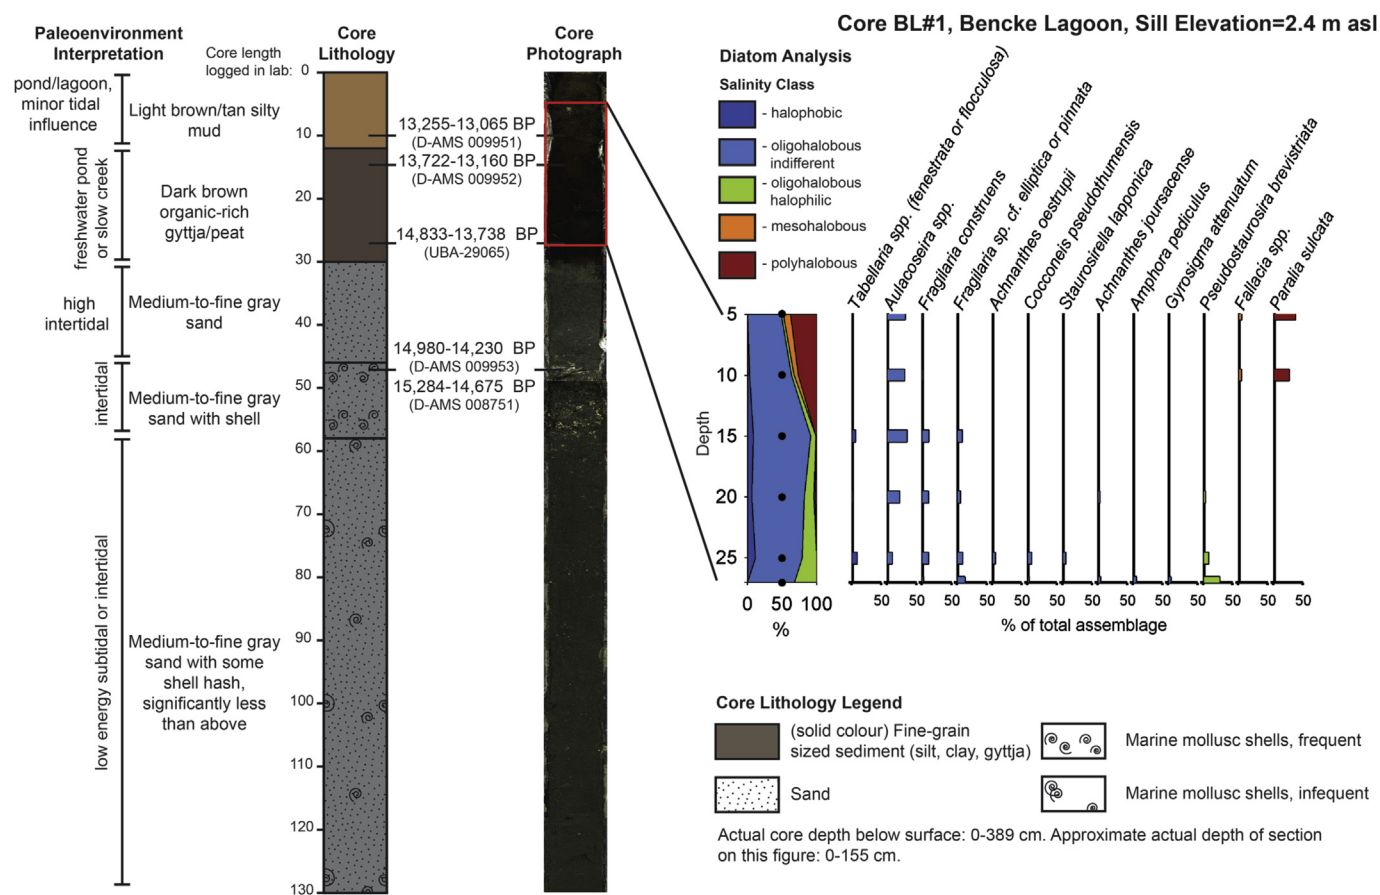 Core BL#1, Bencke Lagoon, Sill Elevation=2.4 m asl
Paleoenvironment
Interpretation
Core length
logged in lab:
Core
Lithology
Core
Photograph
pond/lagoon,
minor tidal
influence
freshwater pond
or slow creek
high
intertidal
intertidal
low energy subtidal or intertidal
Light brown/tan silty
mud
Dark brown
organic-rich
gyttja/peat
Medium-to-fine gray
sand
Medium-to-fine gray
sand with shell
Medium-to-fine gray
sand with some
shell hash,
significantly less
than above
0
10
20
30
40
50
60
70
80
90
100
110
120
130
13,255-13,065 BP
(D-AMS 009951)
13,722-13,160 BP
(D-AMS 009952)
14,833-13,738 BP
(UBA-29065)
14,980-14,230 BP
(D-AMS 009953)
15,284-14,675 BP
(D-AMS 008751)
Diatom Analysis
Salinity Class
- halophobic
- oligohalobous
indifferent
- oligohalobous
halophilic
- mesohalobous
- polyhalobous
Tabellaria spp. (fenestrata or flocculosa)
Aulacoseira spp.
Fragilaria construens
Fragilaria sp. cf. elliptica or pinnata
Achnanthes oestrupii
Cocconeis pseudothumensis
Staurosirella lapponica
Achnanthes joursacense
Amphora pediculus
Gyrosigma attenuatum
Pseudostaurosira brevistriata
Fallacia spp.
Paralia sulcata
Depth
5
10
15
20
25
0 50 100
%
50 50 50 50 50 50 50 50 50 50 50 50 50
% of total assemblage
Core Lithology Legend
(solid colour) Fine-grain
sized sediment (silt, clay, gyttja)
Sand
Marine mollusc shells, frequent
Marine mollusc shells, infequent
Actual core depth below surface: 0-389 cm. Approximate actual depth of section
on this figure: 0-155 cm.